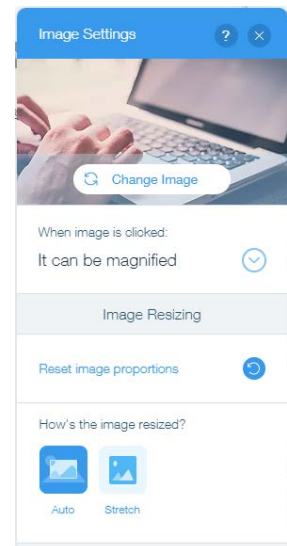 Image Settings ?
Change Image
When image is clicked:
It can be magnified
Image Resizing
Reset image proportions
How's the image resized?
Auto Stretch